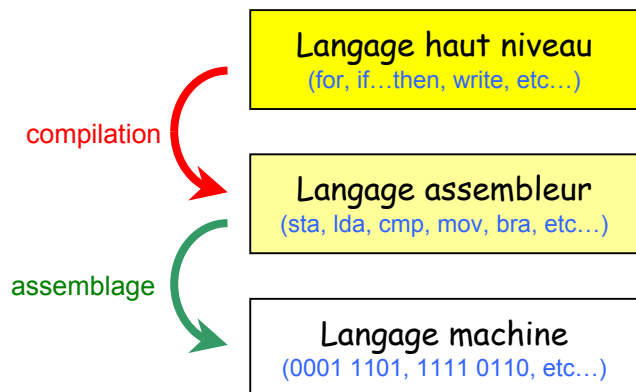 Langage haut niveau
(for, if…then, write, etc…)
compilation
Langage assembleur
(sta, lda, cmp, mov, bra, etc…)
assemblage
Langage machine
(0001 1101, 1111 0110, etc…)